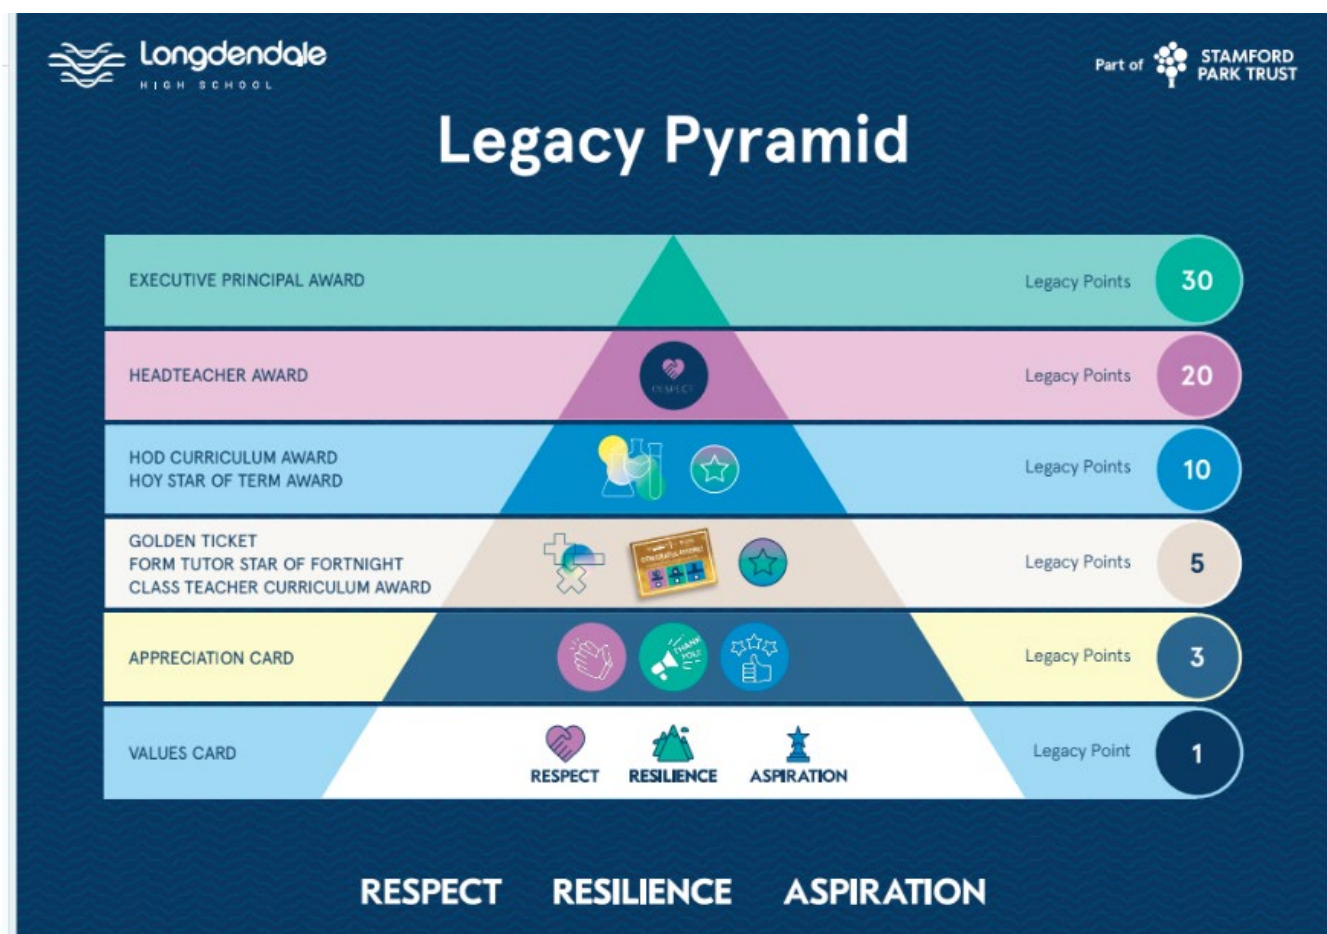 Longdendale
HIGH SCHOOL
Part of STAMFORD
PARK TRUST
Legacy Pyramid
EXECUTIVE PRINCIPAL AWARD
Legacy Points 30
HEADTEACHER AWARD
RESPECT
Legacy Points 20
HOD CURRICULUM AWARD
HOY STAR OF TERM AWARD
Legacy Points 10
GOLDEN TICKET
FORM TUTOR STAR OF FORTNIGHT
CLASS TEACHER CURRICULUM AWARD
Legacy Points 5
APPRECIATION CARD
THANK
YOU!
Legacy Points 3
VALUES CARD
RESPECT RESILIENCE ASPIRATION
Legacy Point 1
RESPECT RESILIENCE ASPIRATION